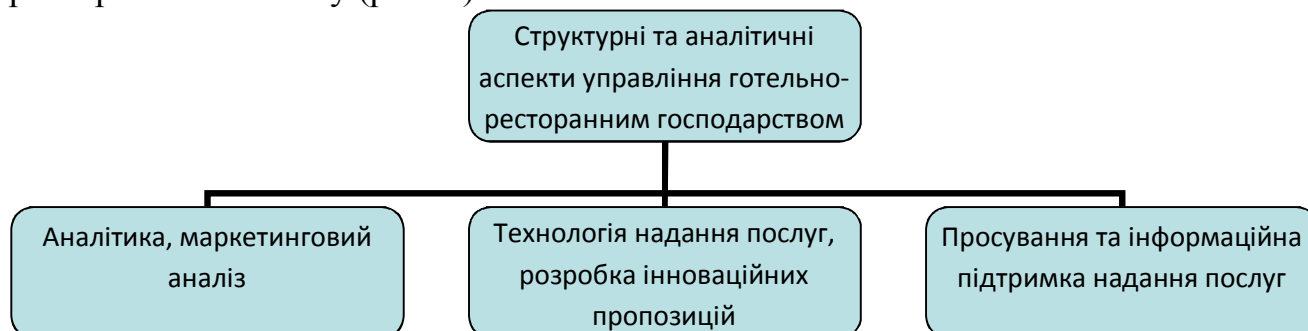 Структурні та аналітичні
аспекти управління готельно-
ресторанним господарством
Аналітика, маркетинговий
аналіз
Технологія надання послуг,
розробка інноваційних
пропозицій
Просування та інформаційна
підтримка надання послуг